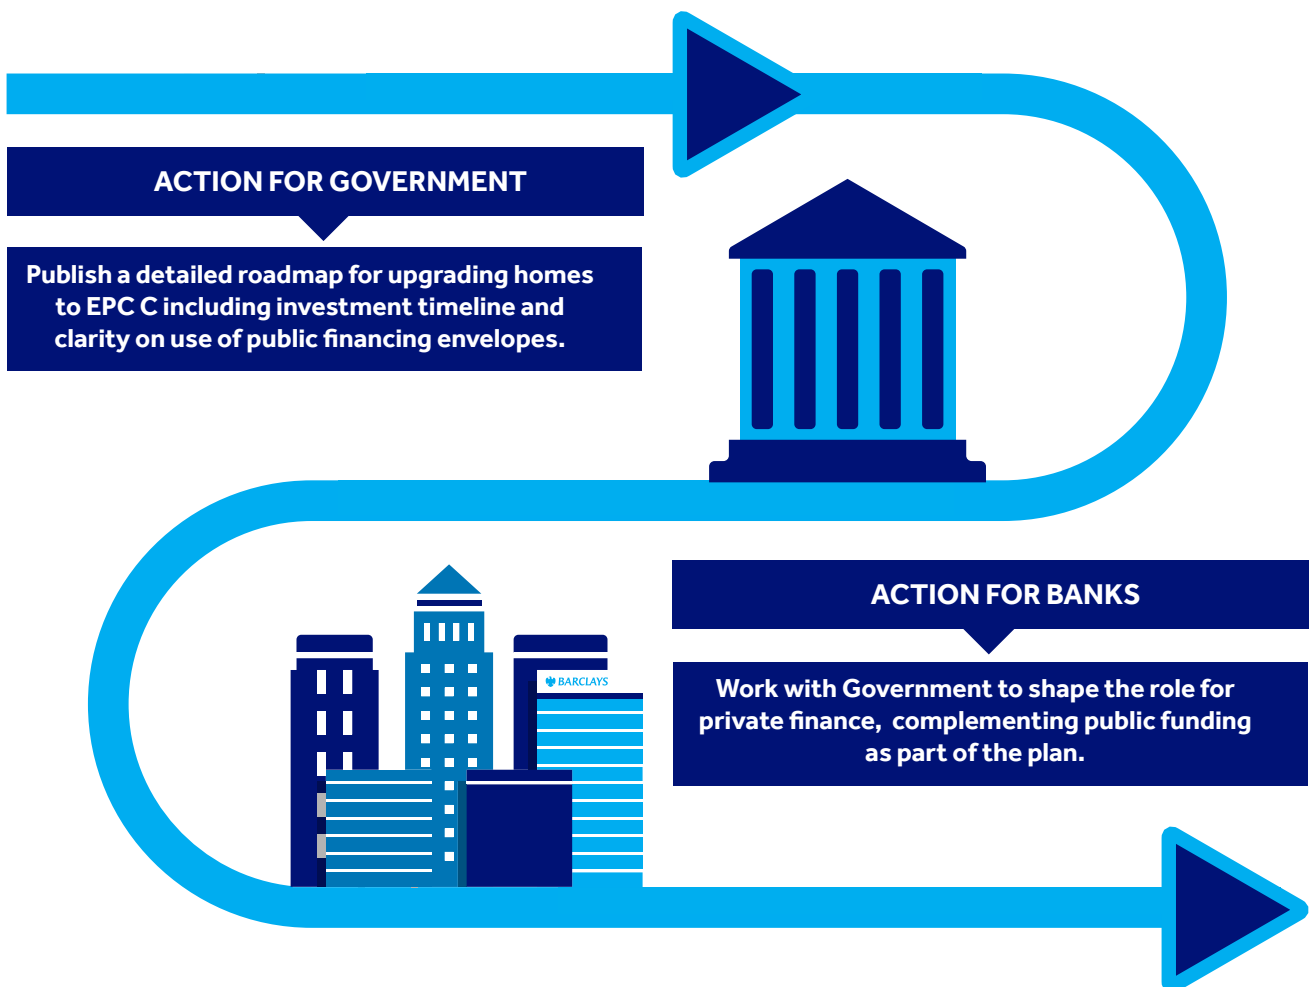 ACTION FOR GOVERNMENT
Publish a detailed roadmap for upgrading homes
to EPC C including investment timeline and
clarity on use of public financing envelopes.
ACTION FOR BANKS
BARCLAYS
Work with Government to shape the role for
private finance, complementing public funding
as part of the plan.